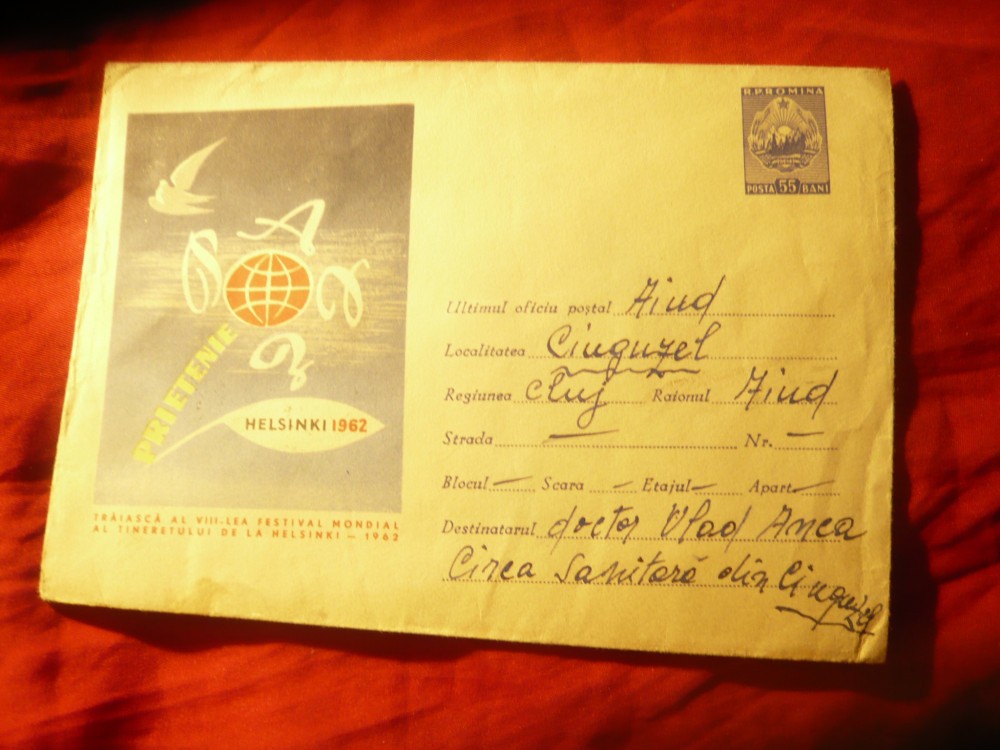 R.P.ROMINA
POSTA 55 BANI
PRIETENIE
HELSINKI 1962
TRĂIASCĂ AL VIII-LEA FESTIVAL MONDIAL
AL TINERETULUI DE LA HELSINKI – 1962
Ultimul oficiu poștal Aiud
Localitatea Ciuguzel
Regiunea Cluj Raionul Aiud
Strada — Nr. —
Blocul — Scara — Etajul — Apart. —
Destinatarul doctor Vlad Anca
Circa Sanitară din Ciuguzel